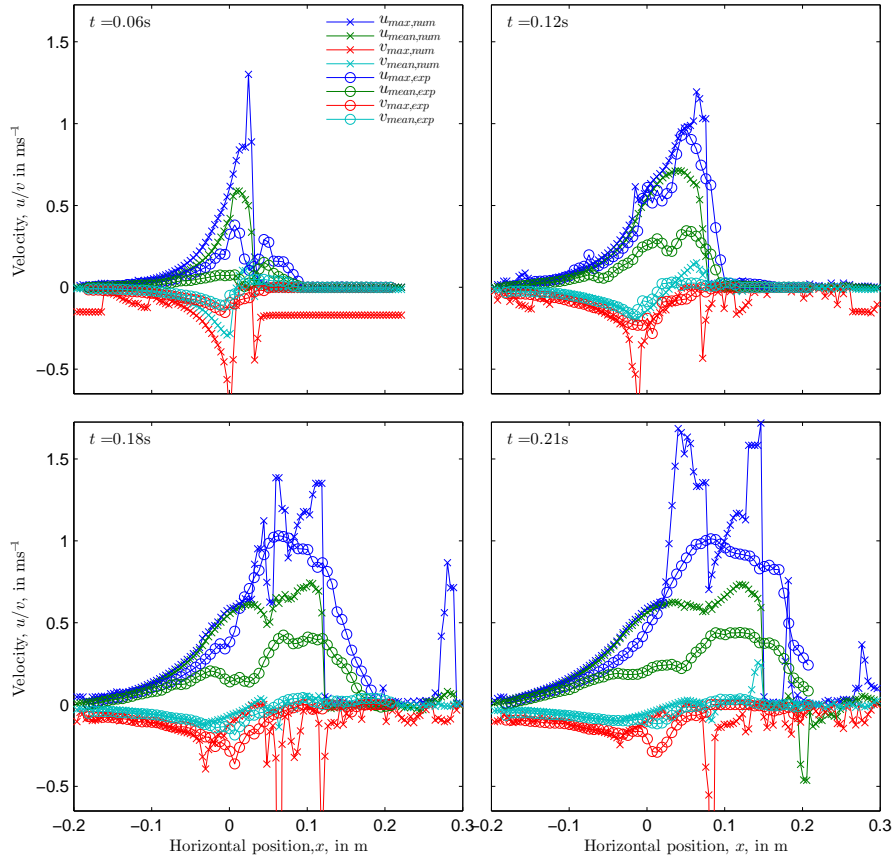 t =0.06s
u_max,num
u_mean,num
v_max,num
v_mean,num
u_max,exp
u_mean,exp
v_max,exp
v_mean,exp
1.5
1
0.5
0
−0.5
Velocity, u/v in ms⁻¹
t =0.12s
t =0.18s
1.5
1
0.5
0
−0.5
Velocity, u/v, in ms⁻¹
−0.2
−0.1
0
0.1
0.2
0.3
Horizontal position,x, in m
t =0.21s
−0.2
−0.1
0
0.1
0.2
0.3
Horizontal position, x, in m